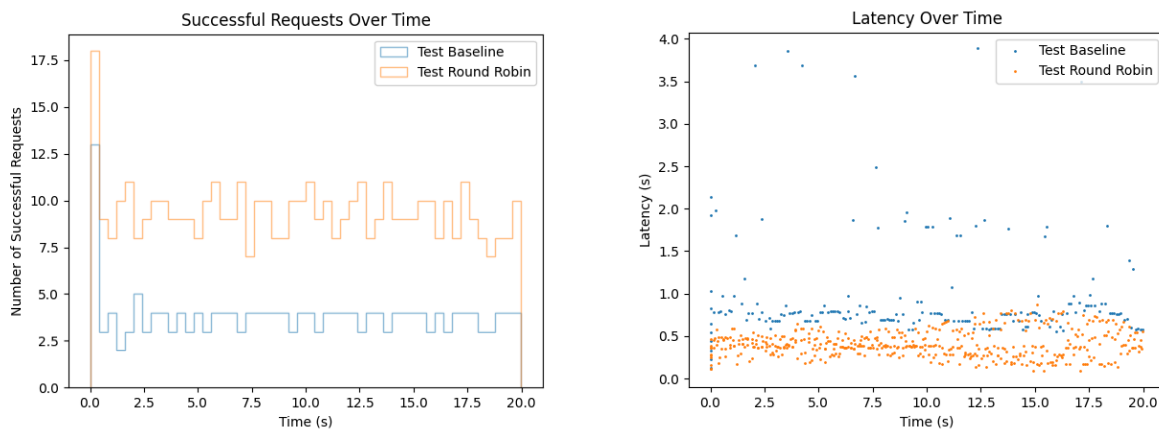 Successful Requests Over Time
Test Baseline
Test Round Robin
Number of Successful Requests
17.5
15.0
12.5
10.0
7.5
5.0
2.5
0.0
0.0 2.5 5.0 7.5 10.0 12.5 15.0 17.5 20.0
Time (s)
Latency Over Time
Test Baseline
Test Round Robin
Latency (s)
4.0
3.5
3.0
2.5
2.0
1.5
1.0
0.5
0.0
0.0 2.5 5.0 7.5 10.0 12.5 15.0 17.5 20.0
Time (s)